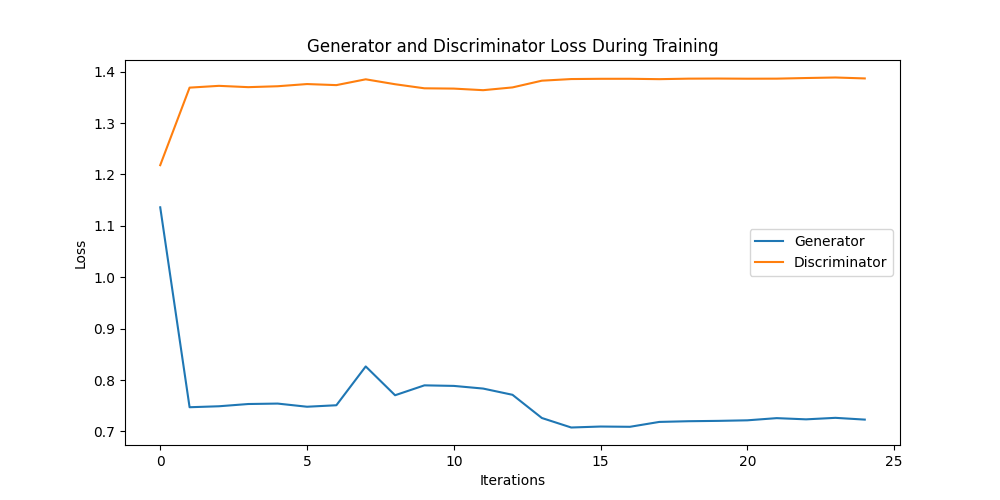 Generator and Discriminator Loss During Training
1.4
1.3
1.2
1.1
1.0
0.9
0.8
0.7
Loss
Generator
Discriminator
0 5 10 15 20 25
Iterations